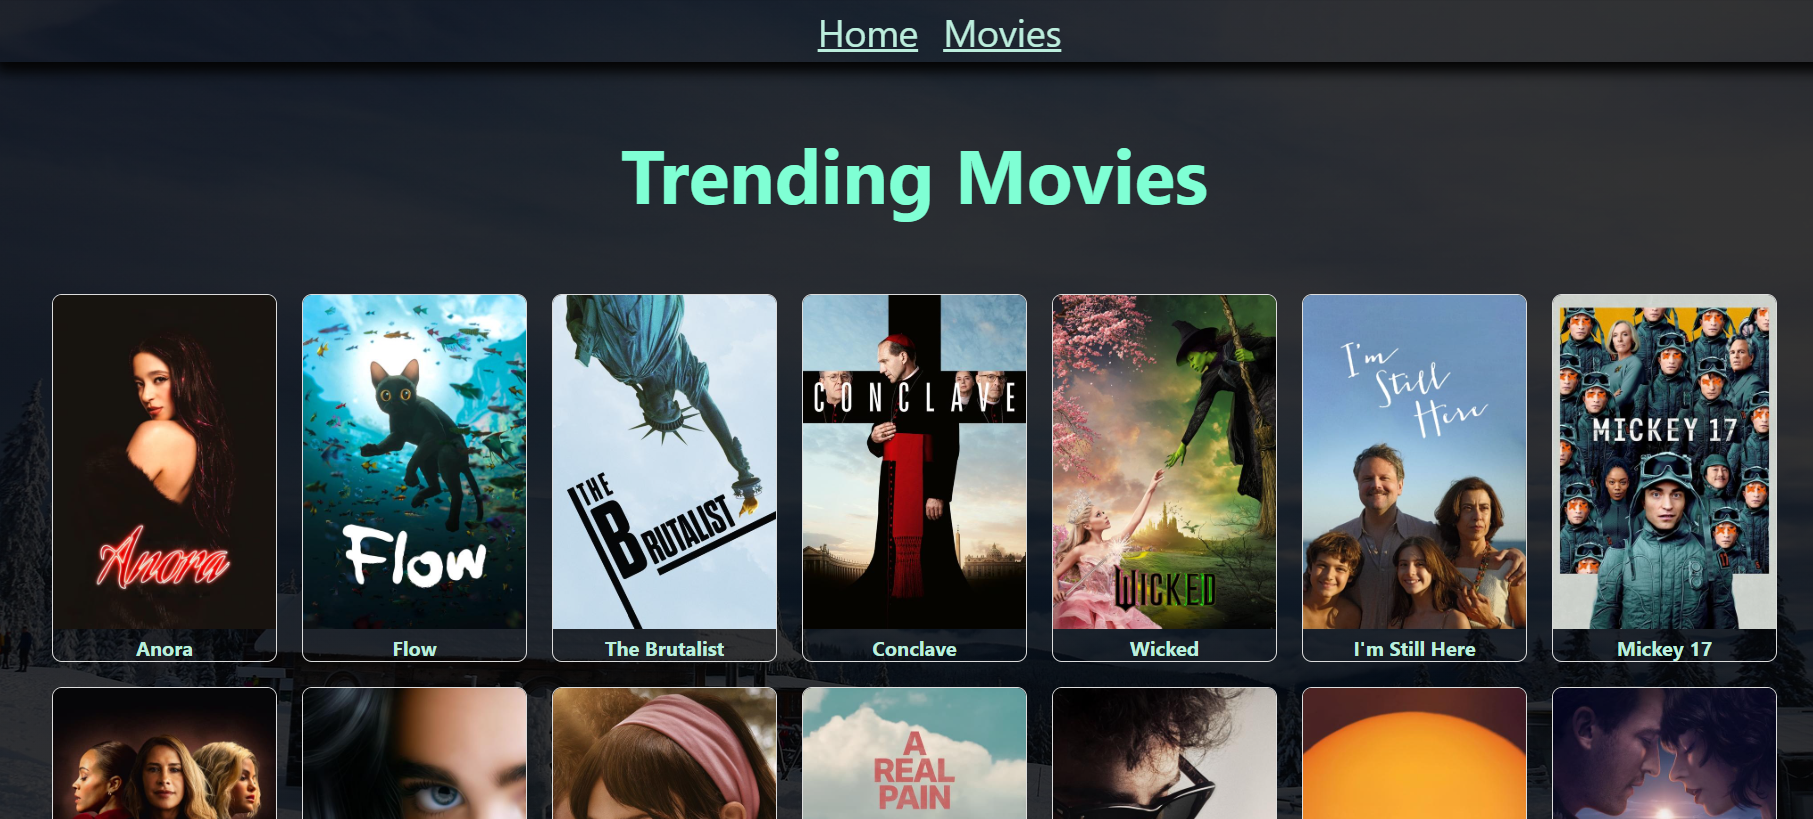 Home Movies
Trending Movies
Anora
Flow
THE
BRUTALIST
CONCLAVE
WICKED
I'm
Still
Here
MICKEY 17
Anora
Flow
The Brutalist
Conclave
Wicked
I'm Still Here
Mickey 17
A
REAL
PAIN